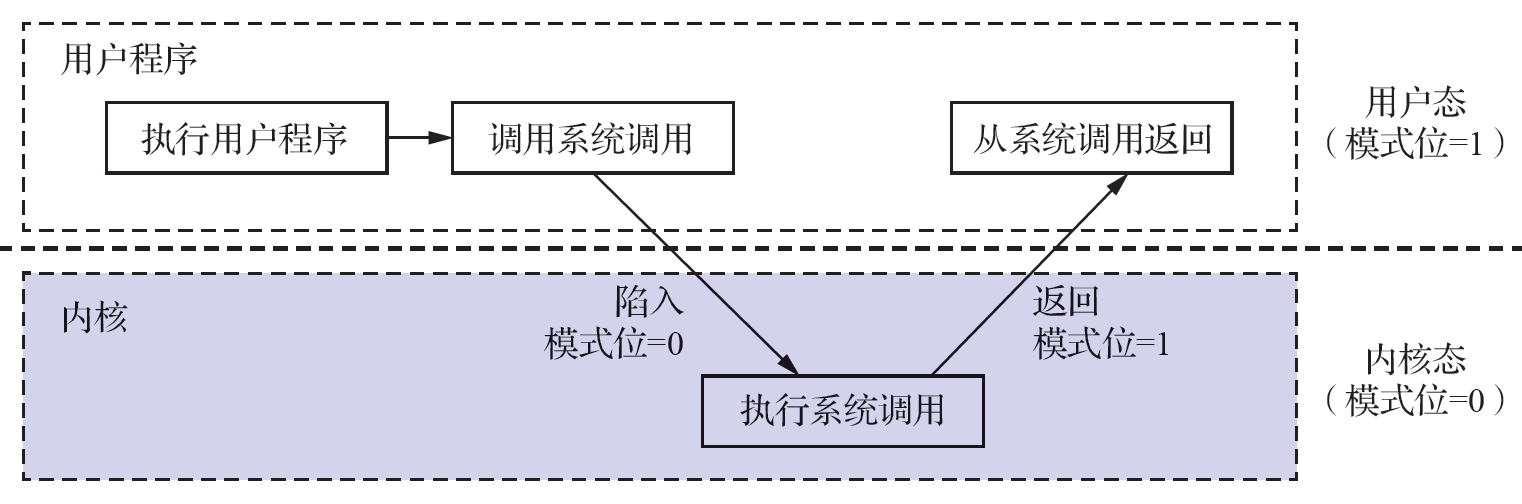 用户程序
执行用户程序
调用系统调用
从系统调用返回
用户态
（模式位=1）
内核
陷入
模式位=0
返回
模式位=1
执行系统调用
内核态
（模式位=0）